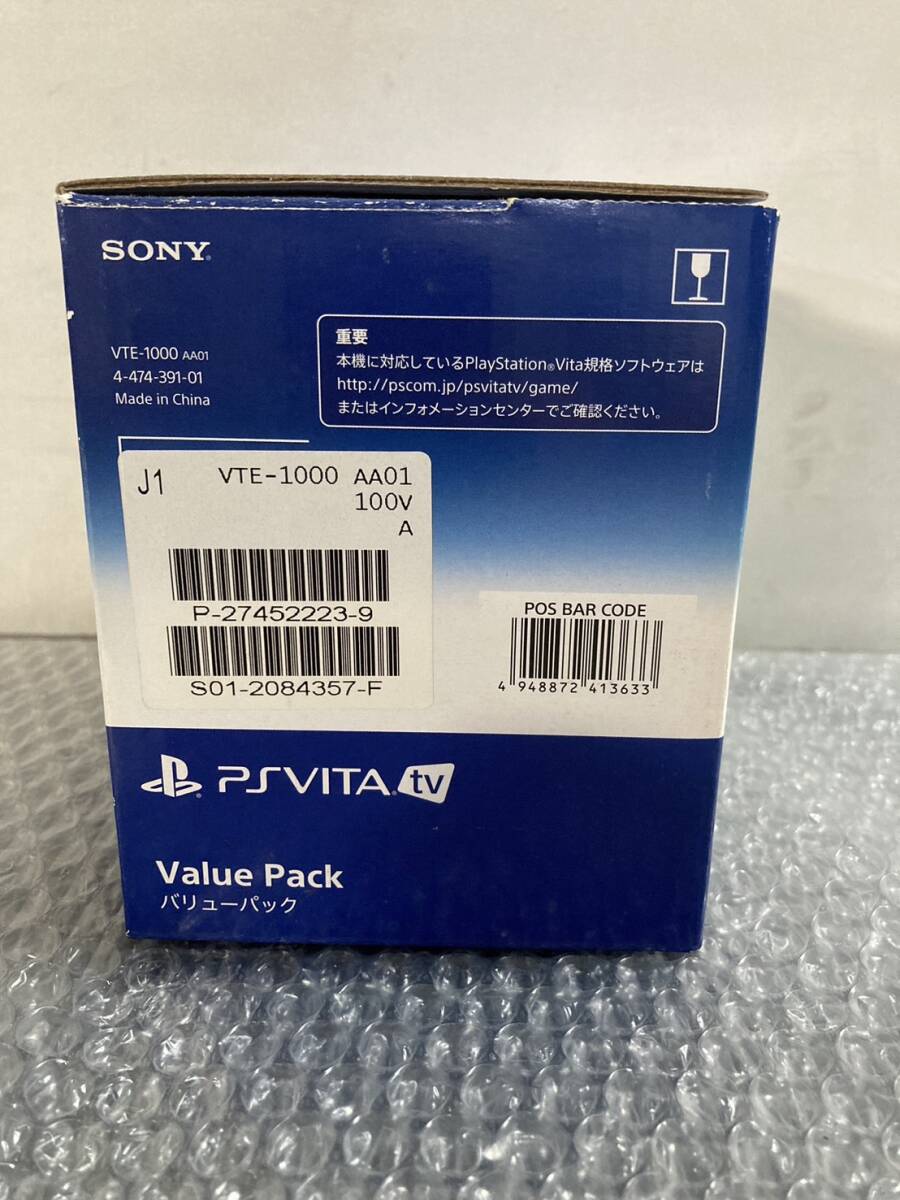 SONY
VTE-1000 AA01
4-474-391-01
Made in China
重要
本機に対応しているPlayStation®Vita規格ソフトウェアは
http://pscom.jp/psvitatv/game/
またはインフォメーションセンターでご確認ください。
J1 VTE-1000 AA01
100V
A
P-27452223-9
S01-2084357-F
POS BAR CODE
4 948872 413633
PSVITA tv
Value Pack
バリューパック